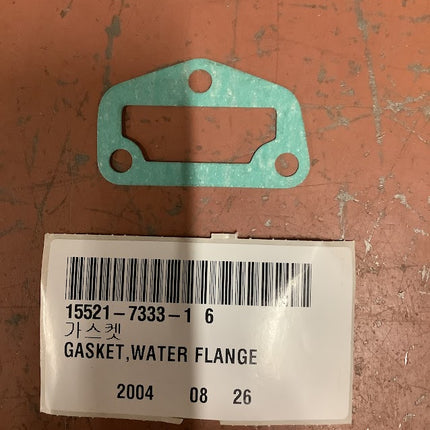 15521-7333-1 6
가스켓
GASKET,WATER FLANGE
2004 08 26